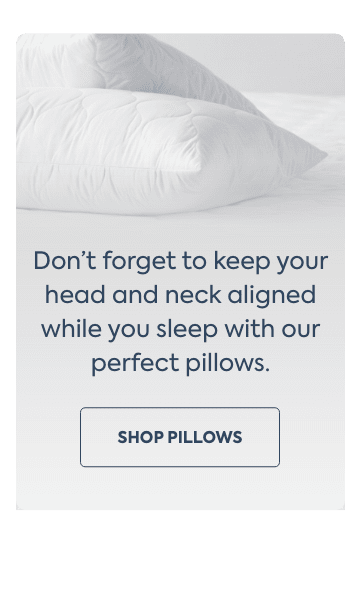 Don’t forget to keep your
head and neck aligned
while you sleep with our
perfect pillows.
SHOP PILLOWS